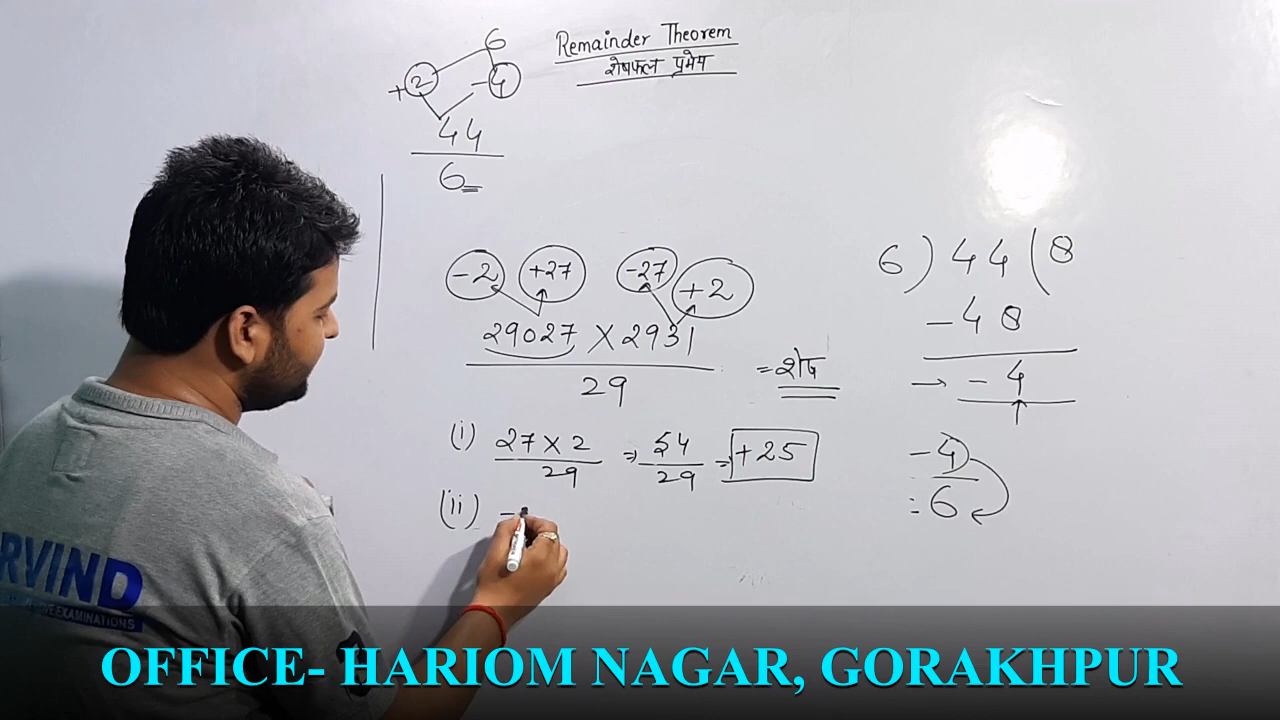 6
Remainder Theorem
शेषफल प्रमेय
+2 -4
44
6
-2 +27 -27 +2
29027 X 2931
29
= शेष
(i) 27 X 2 ⇒ 54 ⇒ +25
29 29
(ii) -
6 ) 44 ( 8
-48
→ -4
-4
= 6
RVIND
OFFICE- HARIOM NAGAR, GORAKHPUR